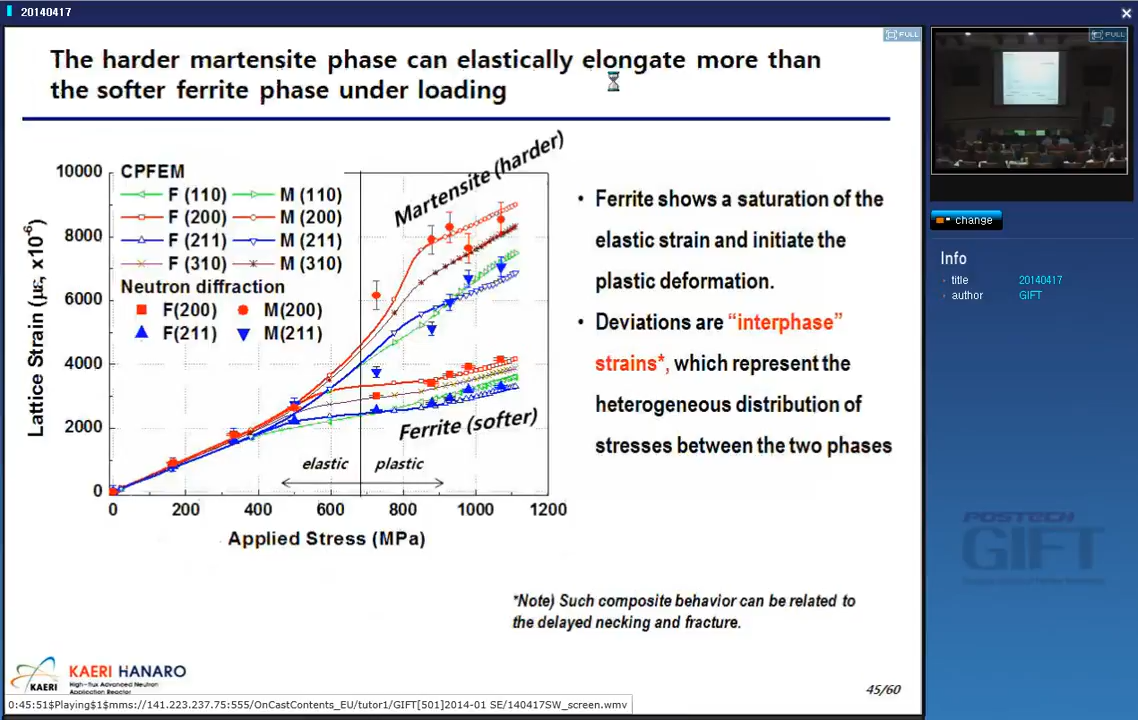 20140417
FULL
The harder martensite phase can elastically elongate more than
the softer ferrite phase under loading
10000
8000
6000
4000
2000
0
Lattice Strain (με, x10⁻⁶)
CPFEM
F (110) M (110)
F (200) M (200)
F (211) M (211)
F (310) M (310)
Neutron diffraction
F(200) M(200)
F(211) M(211)
Martensite (harder)
Ferrite (softer)
elastic plastic
0 200 400 600 800 1000 1200
Applied Stress (MPa)
• Ferrite shows a saturation of the
elastic strain and initiate the
plastic deformation.
• Deviations are “interphase”
strains*, which represent the
heterogeneous distribution of
stresses between the two phases
*Note) Such composite behavior can be related to
the delayed necking and fracture.
KAERI
KAERI HANARO
High-flux Advanced Neutron
Application Reactor
45/60
0:45:51$Playing$1$mms://141.223.237.75:555/OnCastContents_EU/tutor1/GIFT[501]2014-01 SE/140417SW_screen.wmv
FULL
change
Info
title 20140417
author GIFT
POSTECH
GIFT